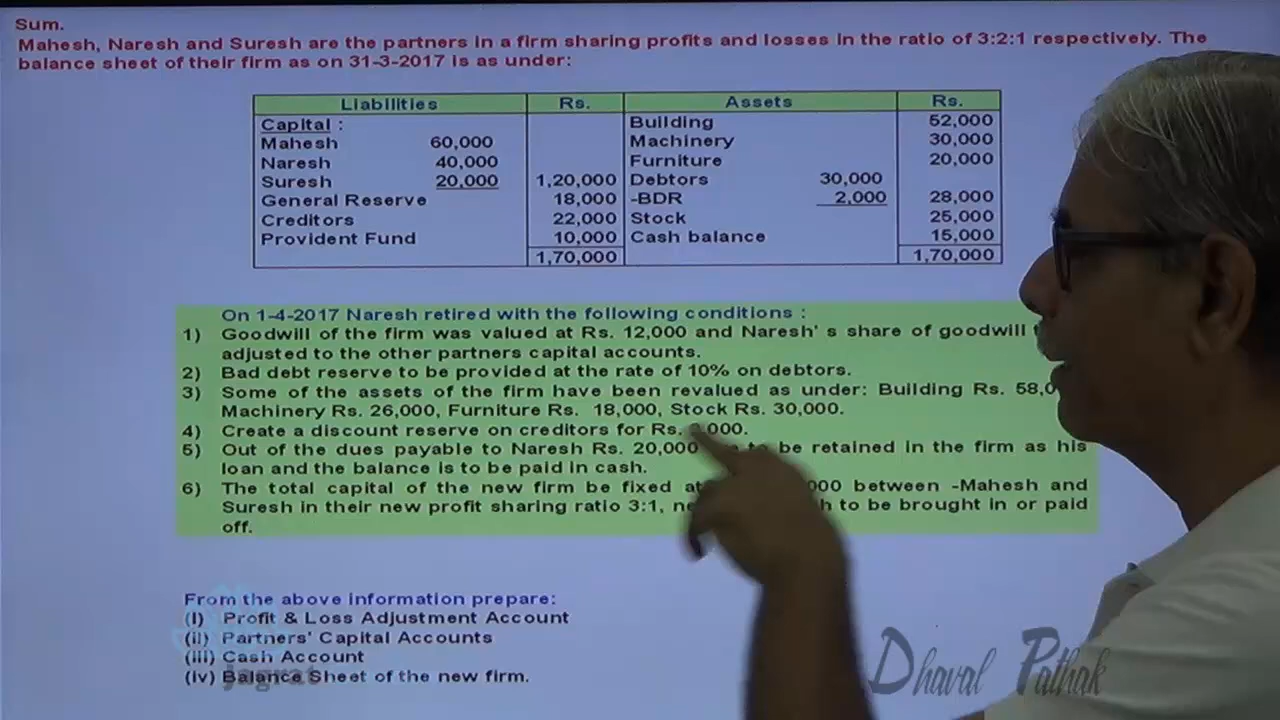 Sum.
Mahesh, Naresh and Suresh are the partners in a firm sharing profits and losses in the ratio of 3:2:1 respectively. The
balance sheet of their firm as on 31-3-2017 is as under:
Liabilities Rs. Assets Rs.
Capital : Building 52,000
Mahesh 60,000 Machinery 30,000
Naresh 40,000 Furniture 20,000
Suresh 20,000 1,20,000 Debtors 30,000
General Reserve 18,000 -BDR 2,000 28,000
Creditors 22,000 Stock 25,000
Provident Fund 10,000 Cash balance 15,000
1,70,000 1,70,000
On 1-4-2017 Naresh retired with the following conditions :
1) Goodwill of the firm was valued at Rs. 12,000 and Naresh' s share of goodwill
adjusted to the other partners capital accounts.
2) Bad debt reserve to be provided at the rate of 10% on debtors.
3) Some of the assets of the firm have been revalued as under: Building Rs.
Machinery Rs. 26,000, Furniture Rs. 18,000, Stock Rs. 30,000.
4) Create a discount reserve on creditors for Rs.
5) Out of the dues payable to Naresh Rs. 20,000 be retained in the firm as his
loan and the balance is to be paid in cash.
6) The total capital of the new firm be fixed at between -Mahesh and
Suresh in their new profit sharing ratio 3:1, to be brought in or paid
off.
From the above information prepare:
(i) Profit & Loss Adjustment Account
(ii) Partners' Capital Accounts
(iii) Cash Account
(iv) Balance Sheet of the new firm.
Jagrat
Dhaval Pathak